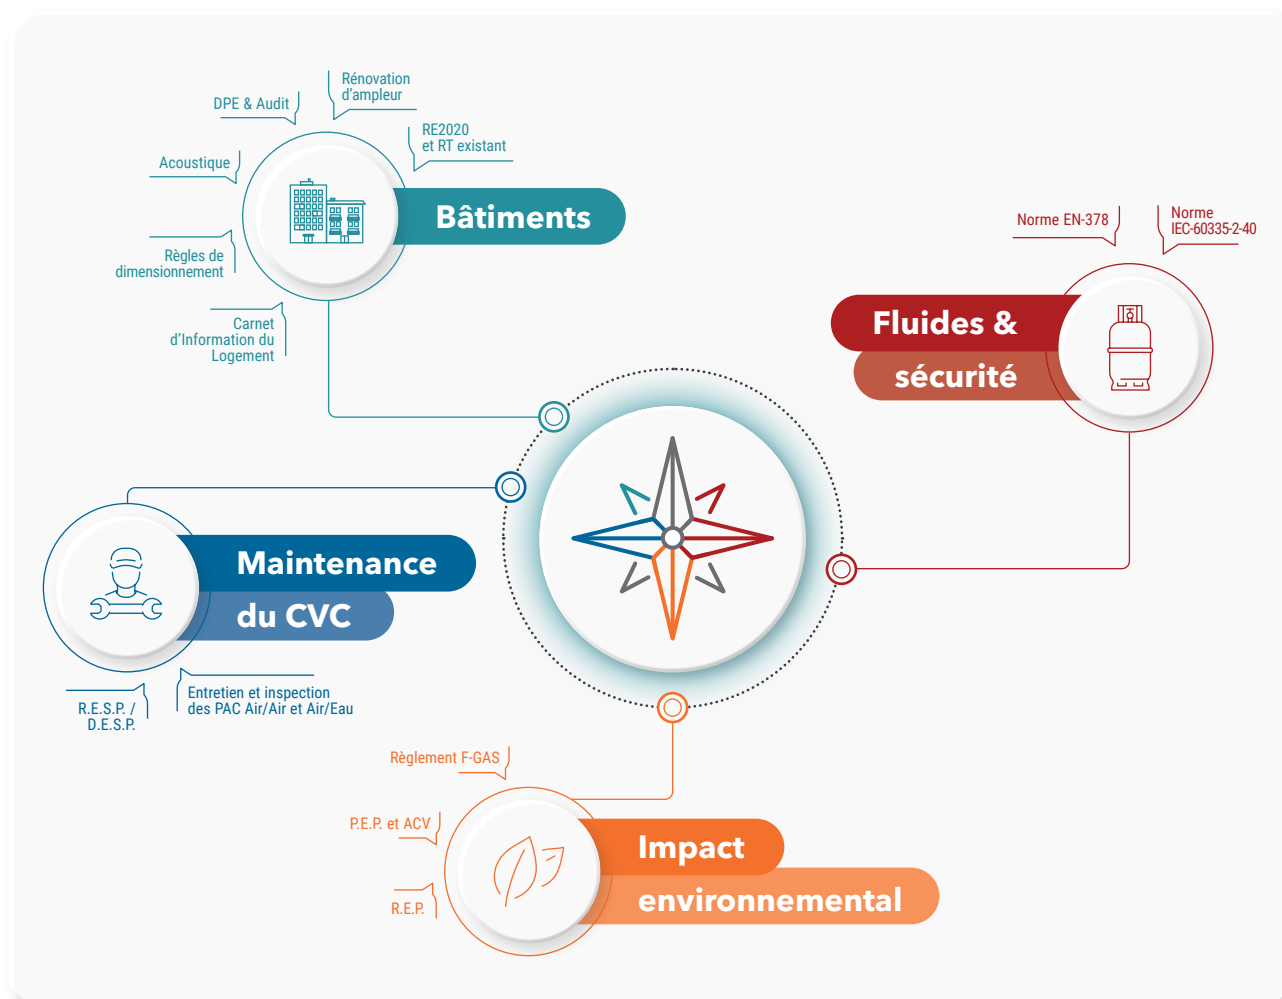 Rénovation
d'ampleur
DPE & Audit
RE2020
et RT existant
Acoustique
Bâtiments
Règles de
dimensionnement
Carnet
d'Information du
Logement
Norme EN-378
Norme
IEC-60335-2-40
Fluides &
sécurité
Maintenance
du CVC
R.E.S.P. /
D.E.S.P.
Entretien et inspection
des PAC Air/Air et Air/Eau
Règlement F-GAS
P.E.P. et ACV
R.E.P.
Impact
environnemental